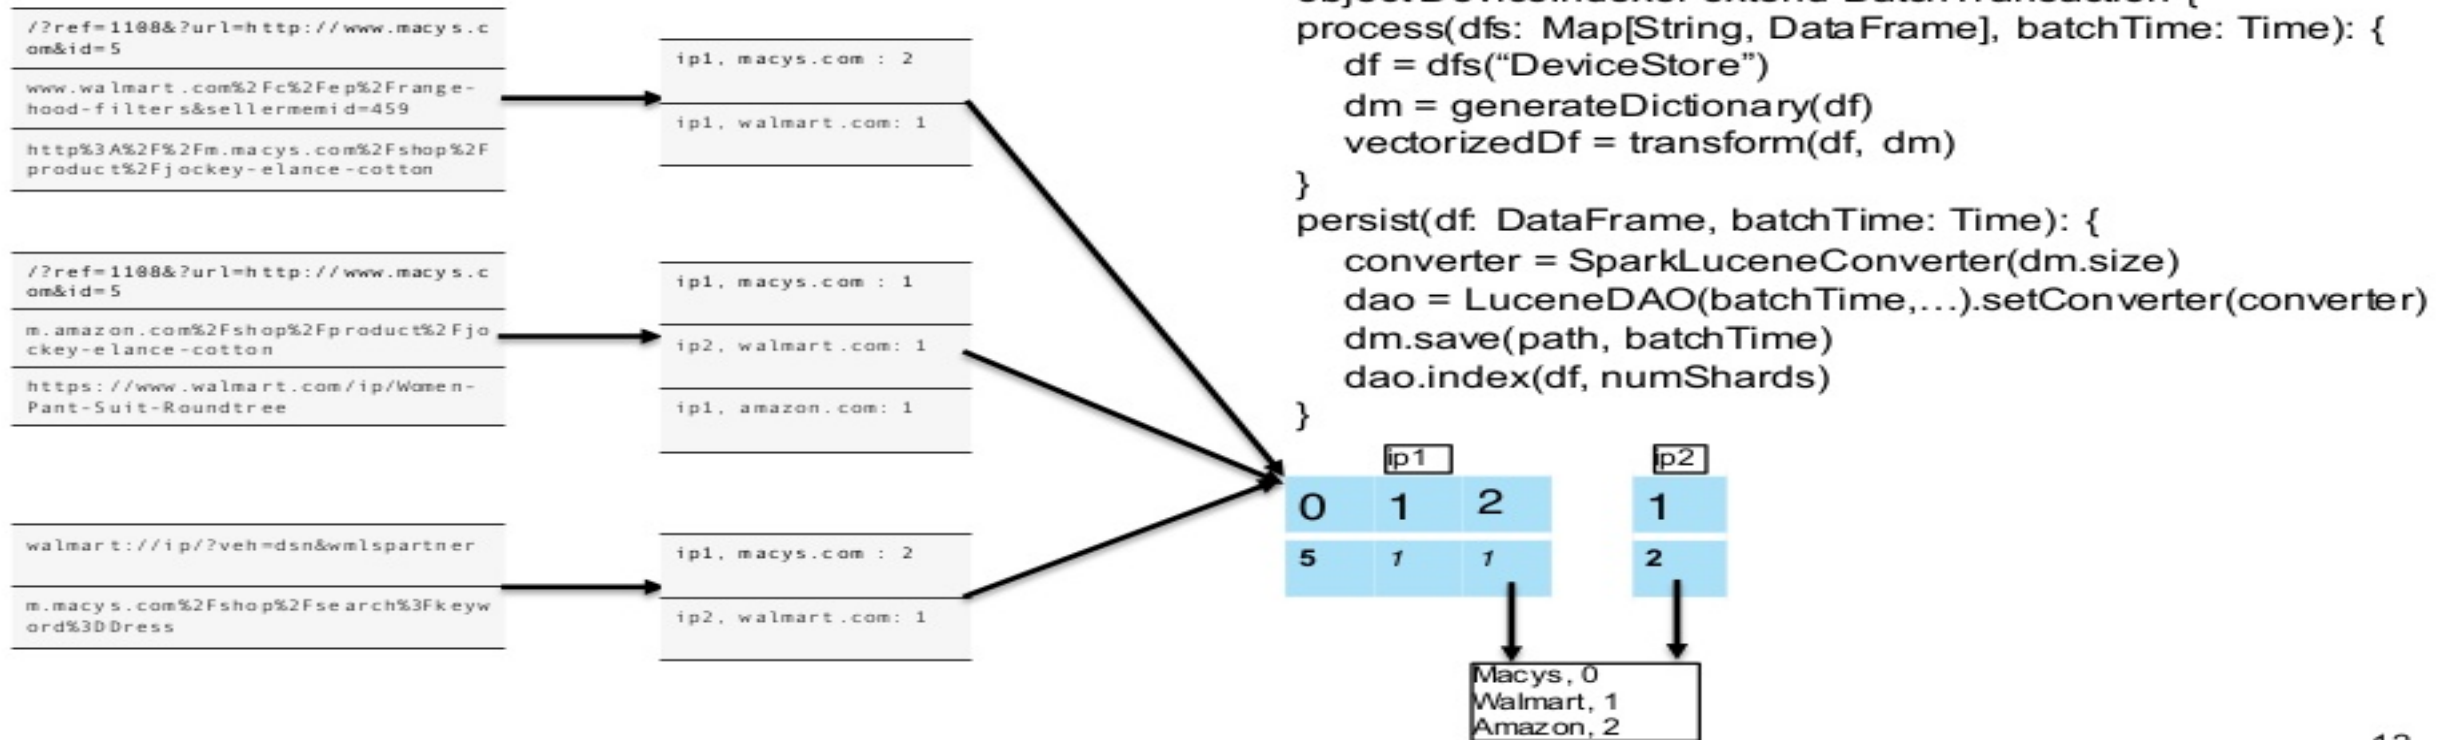 /?ref=1108&?url=http://www.macys.c
om&id=5
www.walmart.com%2Fc%2Fep%2Frange-
hood-filters&sellermemid=459
http%3A%2F%2Fm.macys.com%2Fshop%2F
product%2Fjockey-elance-cotton
ip1, macys.com : 2
ip1, walmart.com: 1
/?ref=1108&?url=http://www.macys.c
om&id=5
m.amazon.com%2Fshop%2Fproduct%2Fjo
ckey-elance-cotton
https://www.walmart.com/ip/Women-
Pant-Suit-Roundtree
ip1, macys.com : 1
ip2, walmart.com: 1
ip1, amazon.com: 1
walmart://ip/?veh=dsn&wmlspartner
m.macys.com%2Fshop%2Fsearch%3Fkeyw
ord%3DDress
ip1, macys.com : 2
ip2, walmart.com: 1
process(dfs: Map[String, DataFrame], batchTime: Time): {
df = dfs(“DeviceStore”)
dm = generateDictionary(df)
vectorizedDf = transform(df, dm)
}
persist(df: DataFrame, batchTime: Time): {
converter = SparkLuceneConverter(dm.size)
dao = LuceneDAO(batchTime,…).setConverter(converter)
dm.save(path, batchTime)
dao.index(df, numShards)
}
ip1
ip2
0 1 2
1
5 1 1
2
Macys, 0
Walmart, 1
Amazon, 2